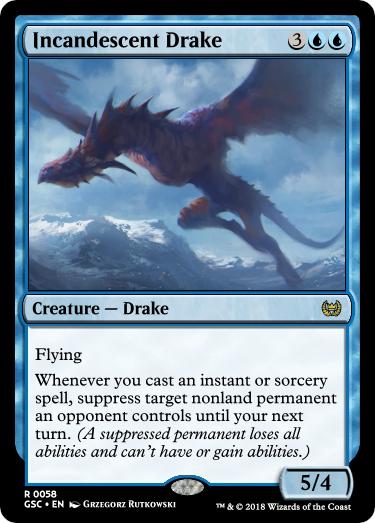 Incandescent Drake 3
Creature — Drake
Flying
Whenever you cast an instant or sorcery
spell, suppress target nonland permanent
an opponent controls until your next
turn. (A suppressed permanent loses all
abilities and can't have or gain abilities.)
5/4
R 0058
GSC • EN Grzegorz Rutkowski
™ & © 2018 Wizards of the Coast